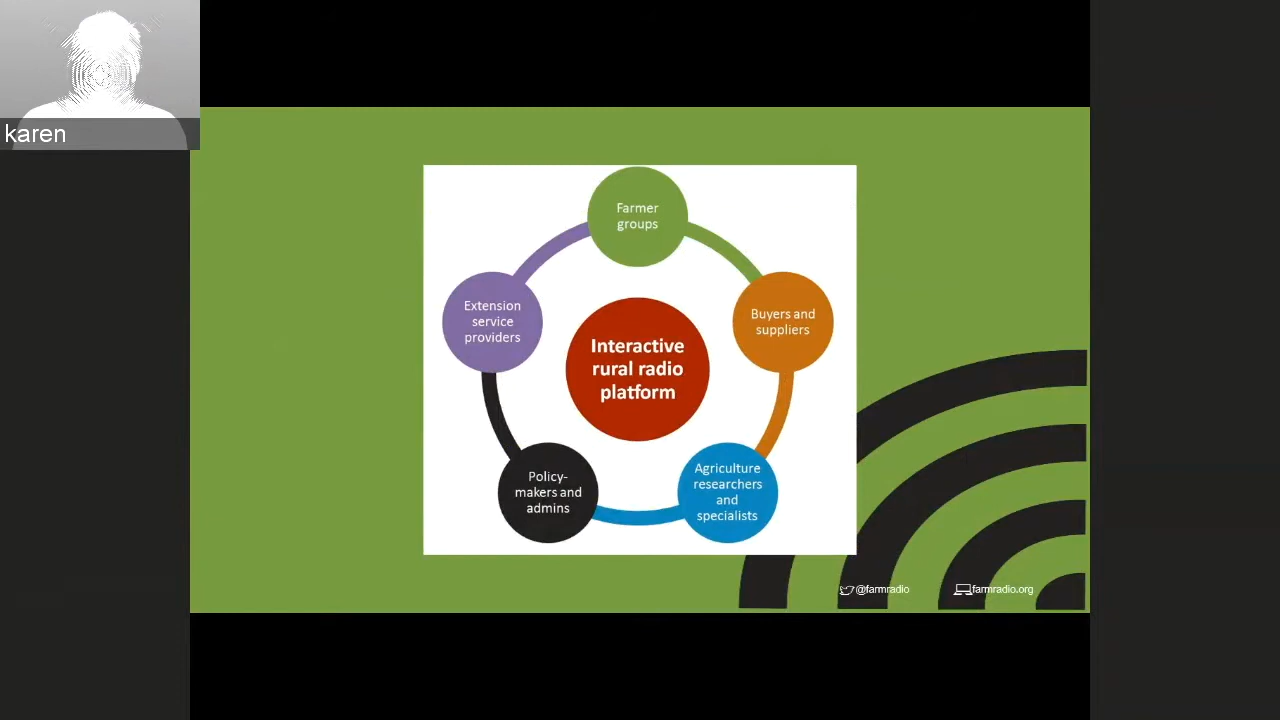 karen
Farmer
groups
Extension
service
providers
Buyers and
suppliers
Interactive
rural radio
platform
Policy-
makers and
admins
Agriculture
researchers
and
specialists
@farmradio
farmradio.org